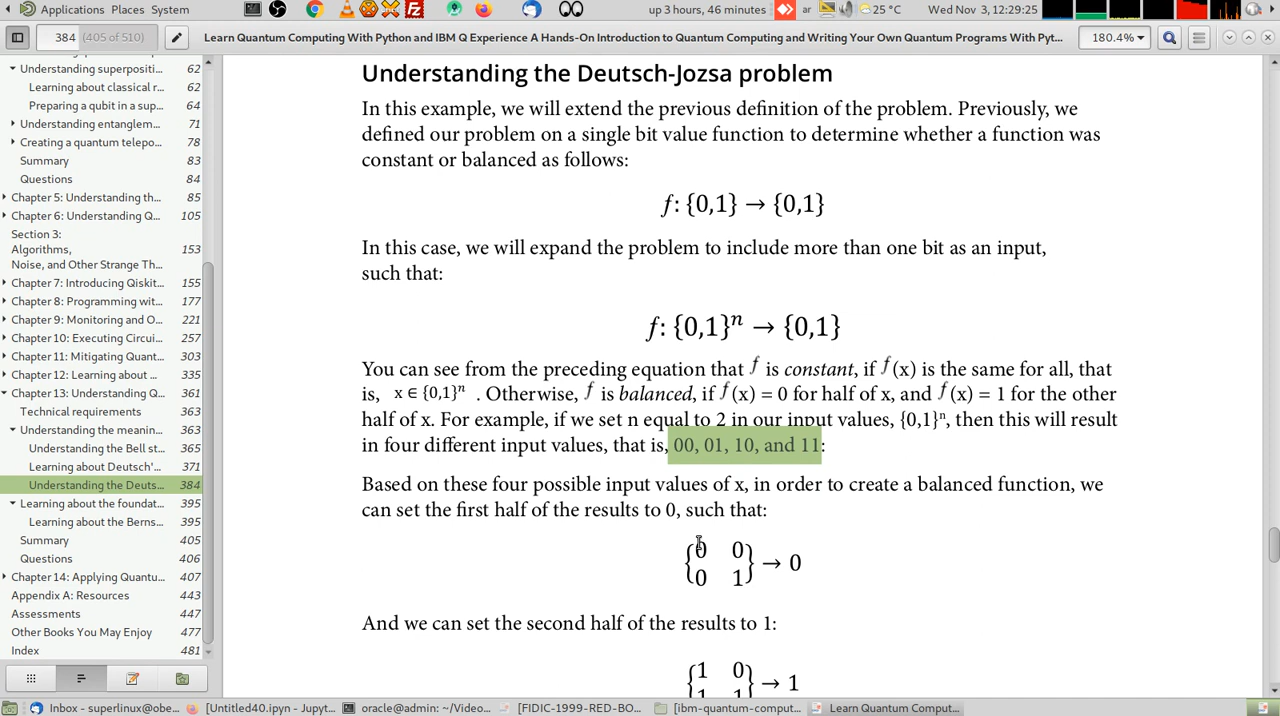 Applications Places System
up 3 hours, 46 minutes
25 °C
Wed Nov 3, 12:29:25
384 (405 of 510)
Learn Quantum Computing With Python and IBM Q Experience A Hands-On Introduction to Quantum Computing and Writing Your Own Quantum Programs With Pyt...
180.4%
Understanding superpositi... 62
Learning about classical r... 62
Preparing a qubit in a sup... 64
Understanding entanglem... 71
Creating a quantum telepo... 78
Summary 83
Questions 84
Chapter 5: Understanding th... 85
Chapter 6: Understanding Q... 105
Section 3:
Algorithms, 153
Noise, and Other Strange Th...
Chapter 7: Introducing Qiskit... 155
Chapter 8: Programming wit... 177
Chapter 9: Monitoring and O... 221
Chapter 10: Executing Circui... 257
Chapter 11: Mitigating Quant... 303
Chapter 12: Learning about ... 335
Chapter 13: Understanding Q... 361
Technical requirements 363
Understanding the meanin... 363
Understanding the Bell st... 365
Learning about Deutsch'... 371
Understanding the Deuts... 384
Learning about the foundat... 395
Learning about the Berns... 395
Summary 405
Questions 406
Chapter 14: Applying Quantu... 407
Appendix A: Resources 443
Assessments 447
Other Books You May Enjoy 477
Index 481
Understanding the Deutsch-Jozsa problem
In this example, we will extend the previous definition of the problem. Previously, we
defined our problem on a single bit value function to determine whether a function was
constant or balanced as follows:
f: {0,1} → {0,1}
In this case, we will expand the problem to include more than one bit as an input,
such that:
f: {0,1}ⁿ → {0,1}
You can see from the preceding equation that f is constant, if f(x) is the same for all, that
is, x ∈ {0,1}ⁿ . Otherwise, f is balanced, if f(x) = 0 for half of x, and f(x) = 1 for the other
half of x. For example, if we set n equal to 2 in our input values, {0,1}ⁿ, then this will result
in four different input values, that is, 00, 01, 10, and 11:
Based on these four possible input values of x, in order to create a balanced function, we
can set the first half of the results to 0, such that:
{0 0
0 1} → 0
And we can set the second half of the results to 1:
{1 0
1 1} → 1
Inbox - superlinux@obe...
[Untitled40.ipyn - Jupyt...
oracle@admin: ~/Video...
[FIDIC-1999-RED-BO...
[ibm-quantum-comput...
Learn Quantum Comput...